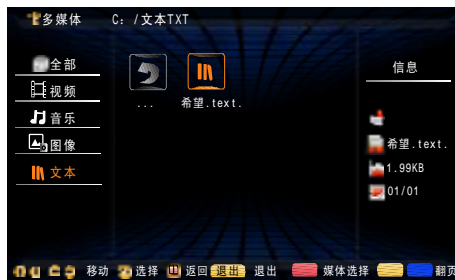 多媒体 C: /文本TXT
全部
视频
音乐
图像
文本
...
希望.text.
信息
希望.text.
1.99KB
01/01
移动 选择 返回 退出 退出 媒体选择 翻页